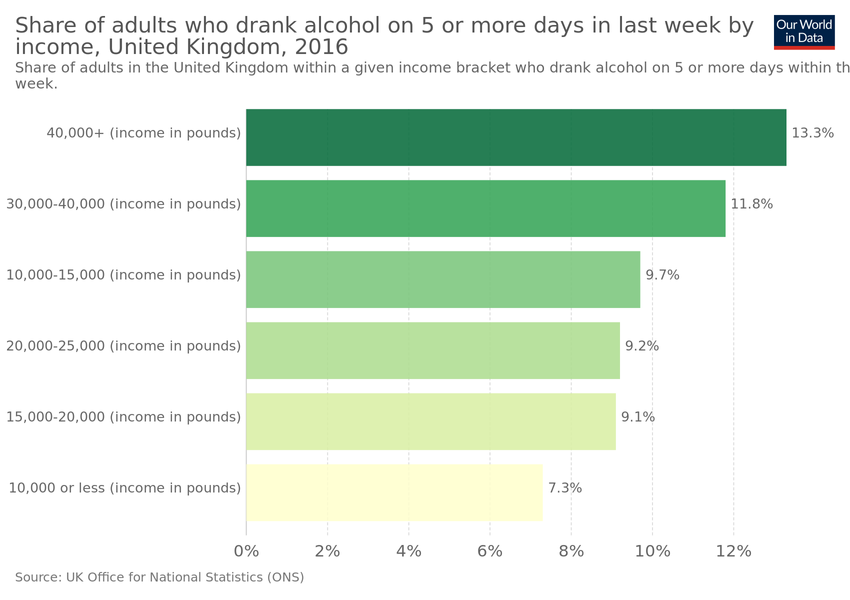 Share of adults who drank alcohol on 5 or more days in last week by
income, United Kingdom, 2016
Our World
in Data
Share of adults in the United Kingdom within a given income bracket who drank alcohol on 5 or more days within th
week.
40,000+ (income in pounds)
13.3%
30,000-40,000 (income in pounds)
11.8%
10,000-15,000 (income in pounds)
9.7%
20,000-25,000 (income in pounds)
9.2%
15,000-20,000 (income in pounds)
9.1%
10,000 or less (income in pounds)
7.3%
0% 2% 4% 6% 8% 10% 12%
Source: UK Office for National Statistics (ONS)